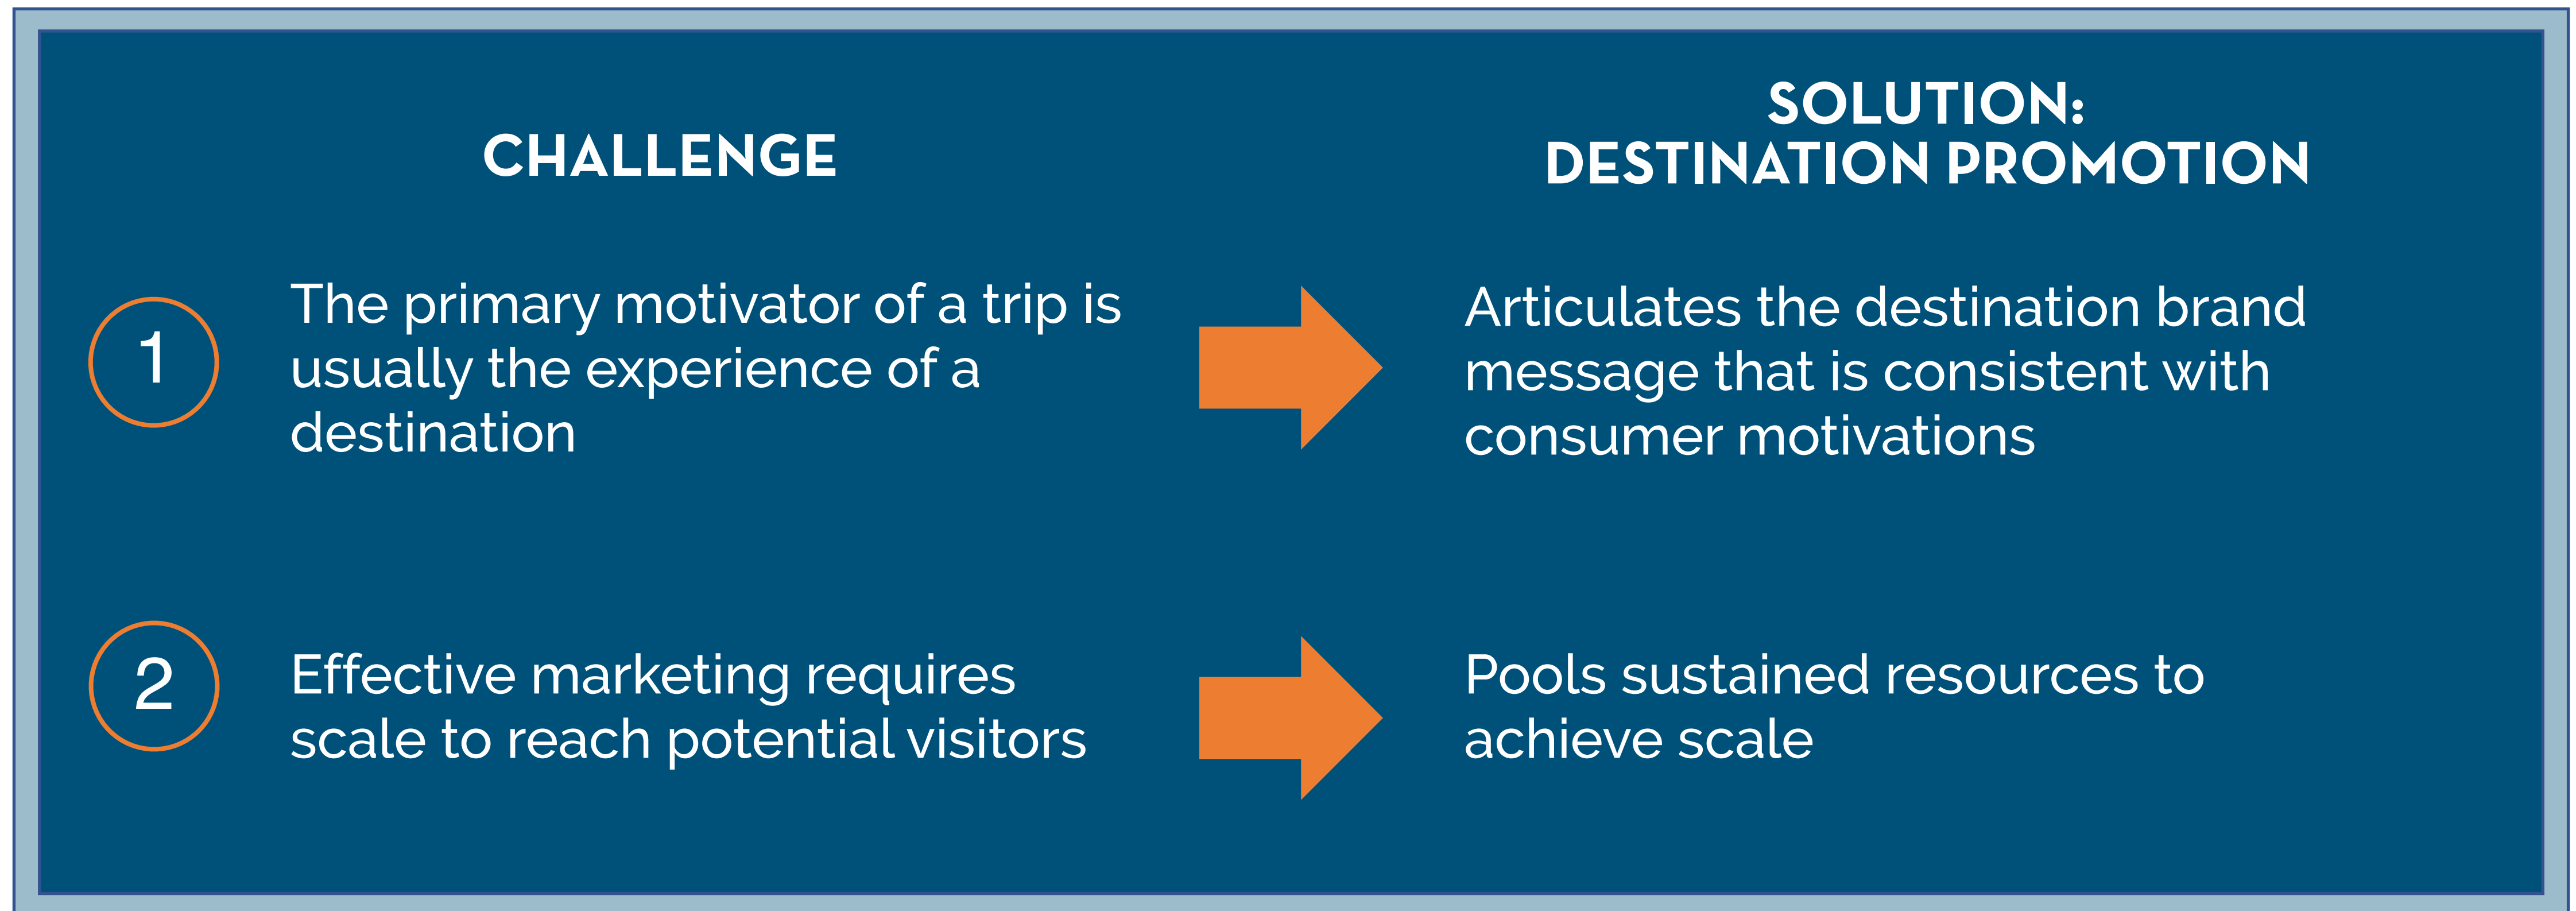 CHALLENGE
SOLUTION:
DESTINATION PROMOTION
1
The primary motivator of a trip is
usually the experience of a
destination
Articulates the destination brand
message that is consistent with
consumer motivations
2
Effective marketing requires
scale to reach potential visitors
Pools sustained resources to
achieve scale